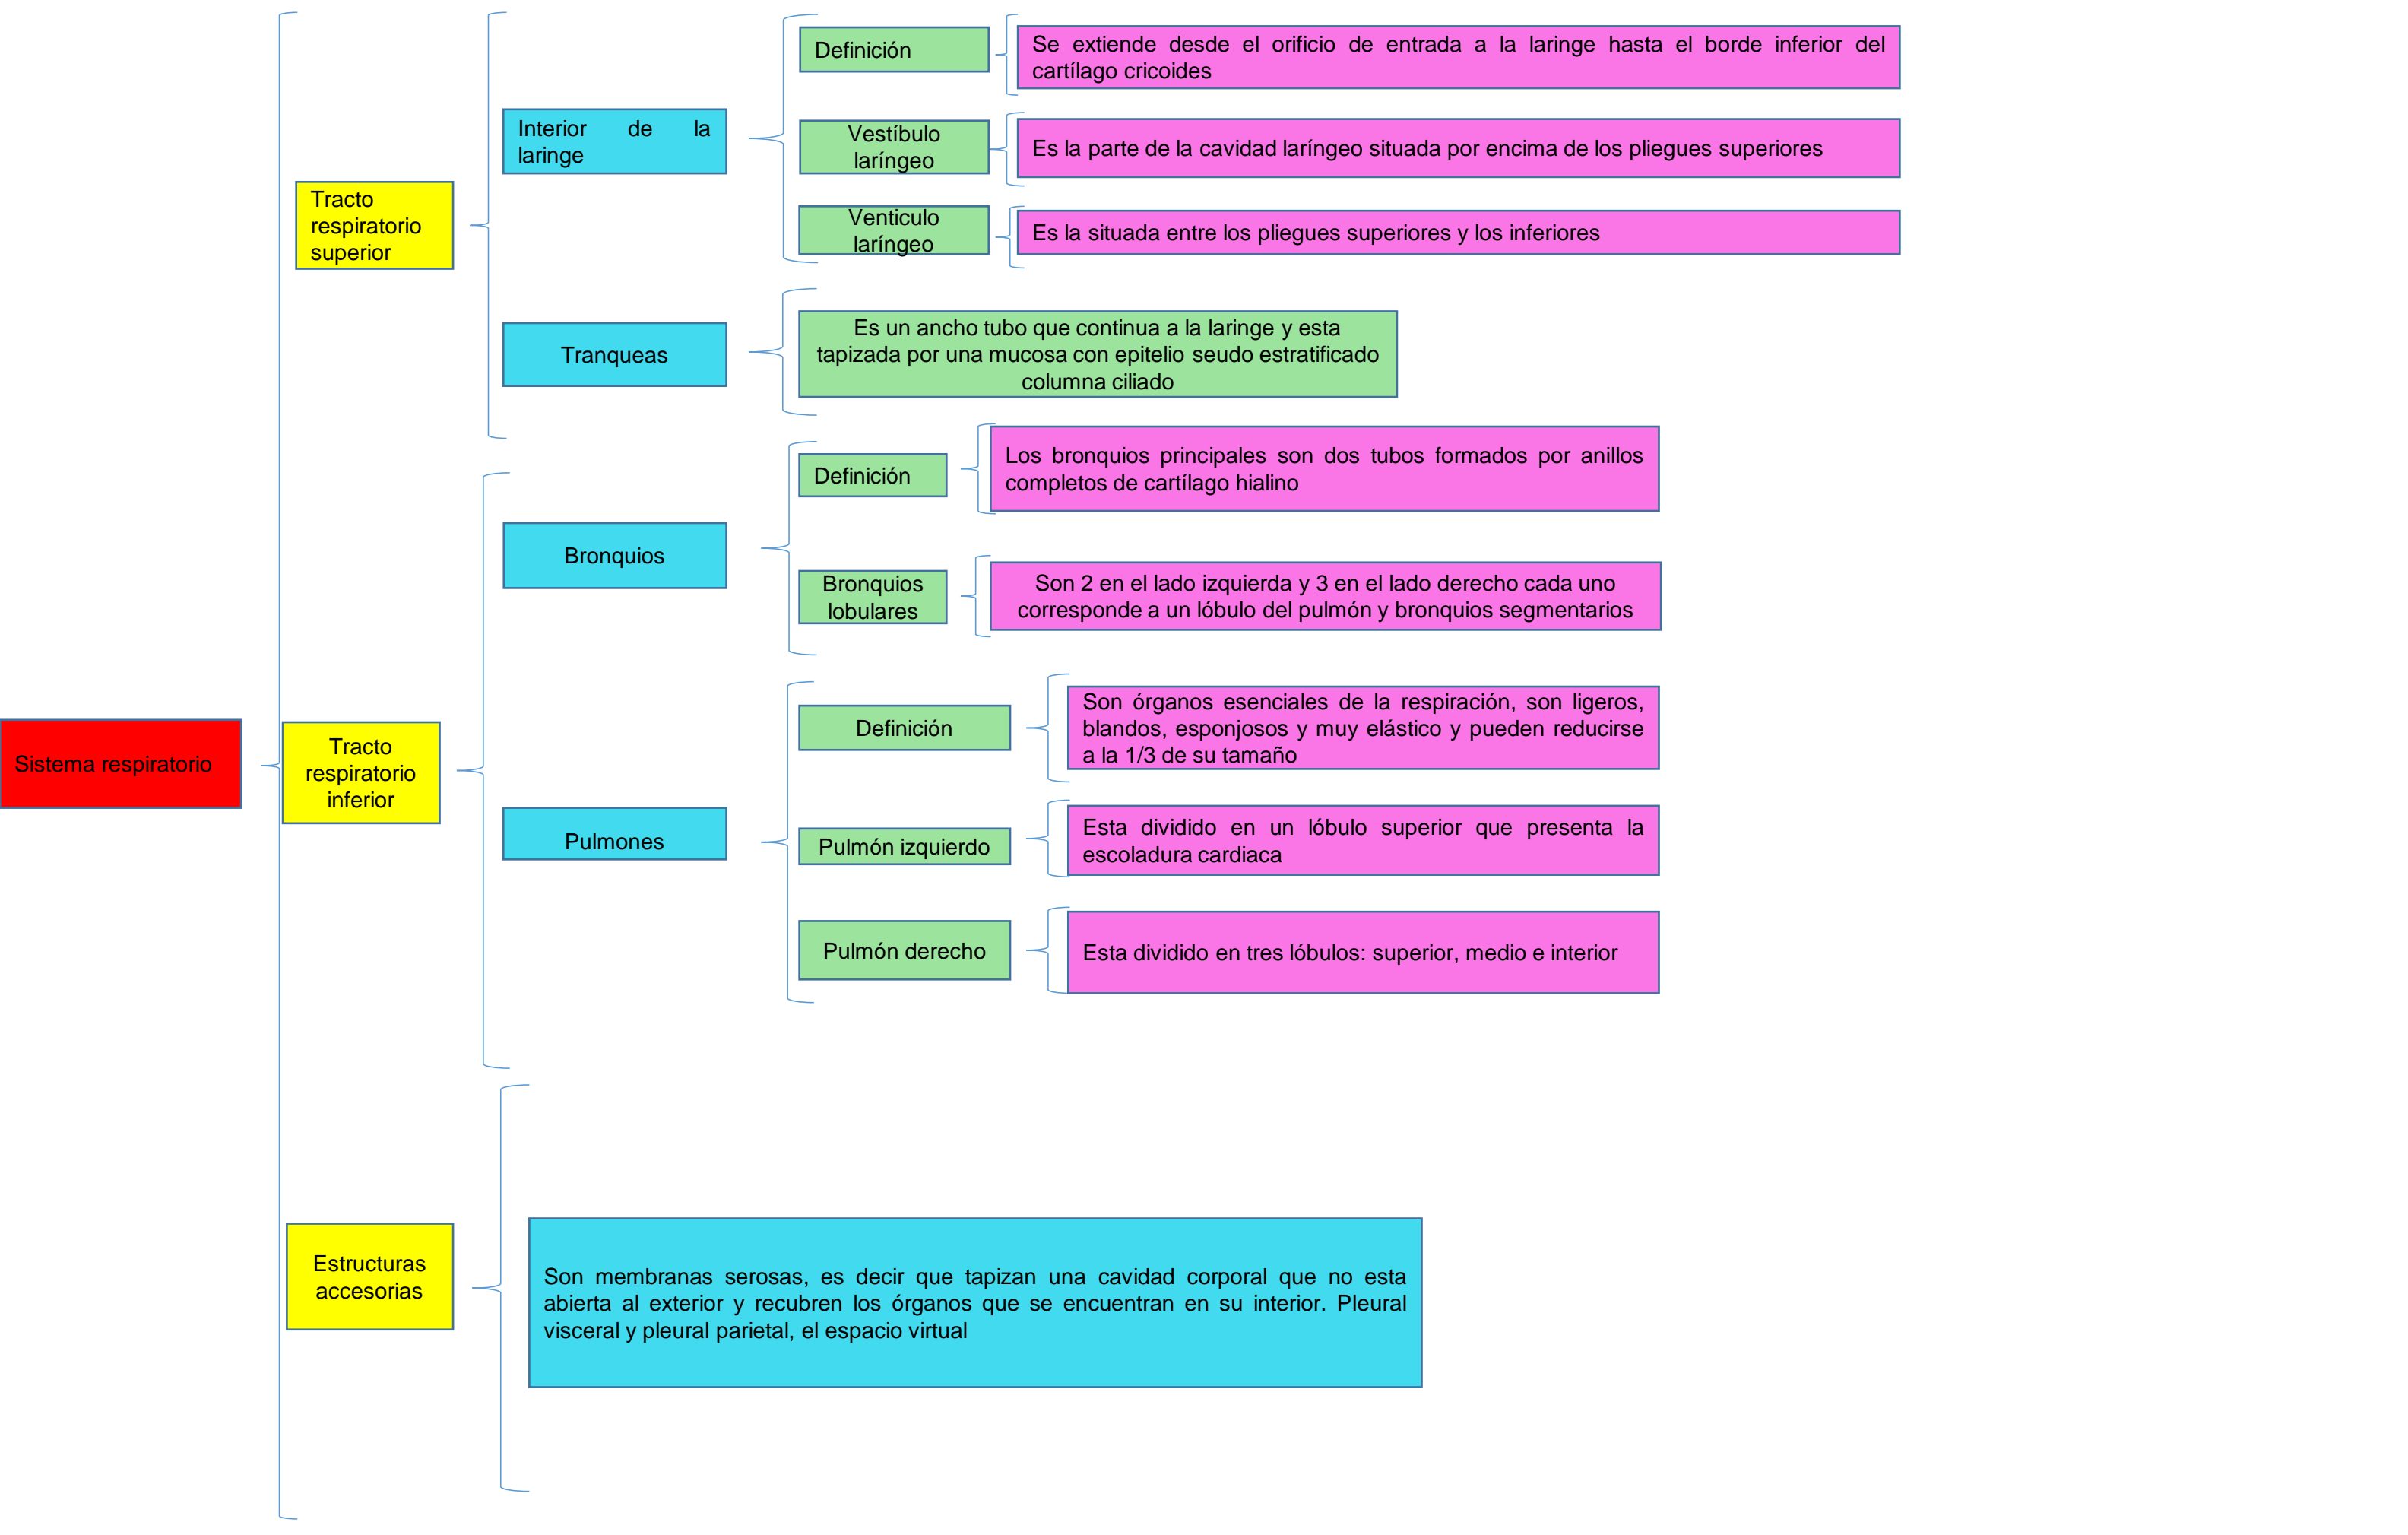 Sistema respiratorio
Tracto
respiratorio
superior
Interior de la
laringe
Definición
Se extiende desde el orificio de entrada a la laringe hasta el borde inferior del
cartílago cricoides
Vestíbulo
laríngeo
Es la parte de la cavidad laríngeo situada por encima de los pliegues superiores
Venticulo
laríngeo
Es la situada entre los pliegues superiores y los inferiores
Tranqueas
Es un ancho tubo que continua a la laringe y esta
tapizada por una mucosa con epitelio seudo estratificado
columna ciliado
Tracto
respiratorio
inferior
Bronquios
Definición
Los bronquios principales son dos tubos formados por anillos
completos de cartílago hialino
Bronquios
lobulares
Son 2 en el lado izquierda y 3 en el lado derecho cada uno
corresponde a un lóbulo del pulmón y bronquios segmentarios
Pulmones
Definición
Son órganos esenciales de la respiración, son ligeros,
blandos, esponjosos y muy elástico y pueden reducirse
a la 1/3 de su tamaño
Pulmón izquierdo
Esta dividido en un lóbulo superior que presenta la
escoladura cardiaca
Pulmón derecho
Esta dividido en tres lóbulos: superior, medio e interior
Estructuras
accesorias
Son membranas serosas, es decir que tapizan una cavidad corporal que no esta
abierta al exterior y recubren los órganos que se encuentran en su interior. Pleural
visceral y pleural parietal, el espacio virtual